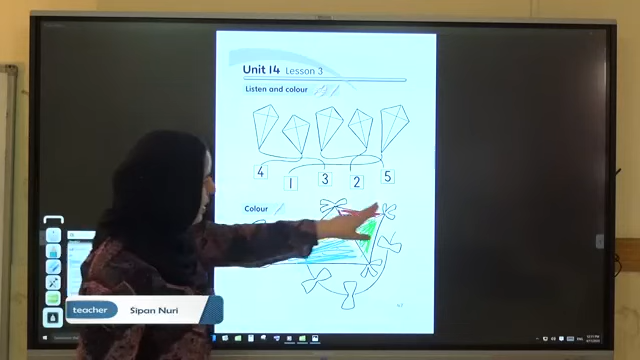 Unit 14 Lesson 3
Listen and colour
4 1 3 2 5
Colour
teacher Sipan Nuri